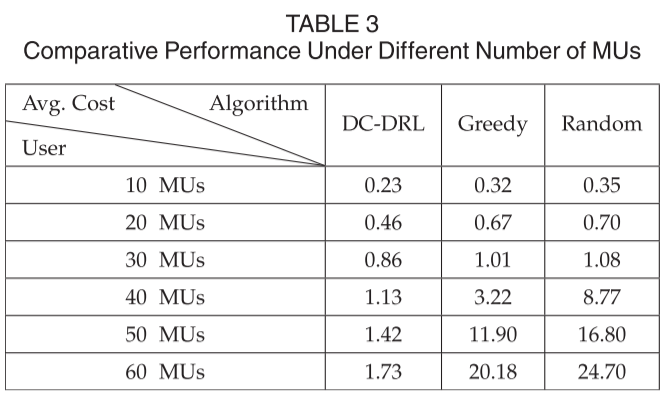 TABLE 3
Comparative Performance Under Different Number of MUs
Avg. Cost Algorithm DC-DRL Greedy Random
User
10 MUs 0.23 0.32 0.35
20 MUs 0.46 0.67 0.70
30 MUs 0.86 1.01 1.08
40 MUs 1.13 3.22 8.77
50 MUs 1.42 11.90 16.80
60 MUs 1.73 20.18 24.70